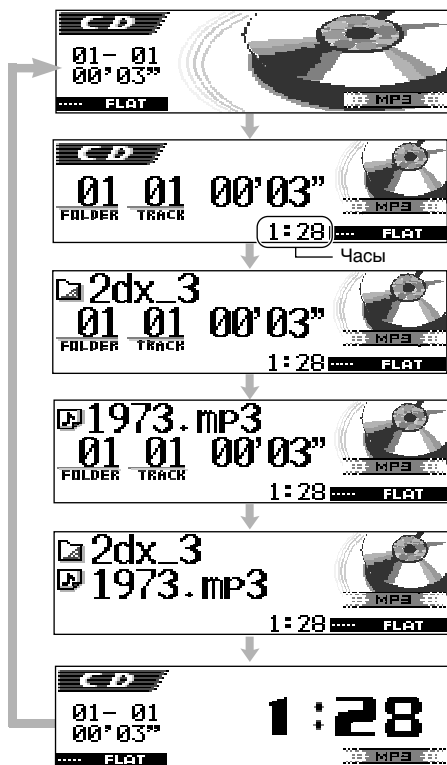 CD
01- 01
00'03”
FLAT
MP3
CD
01 01 00'03”
FOLDER TRACK
MP3
1:28 FLAT
Часы
2dx_3
01 01 00'03”
FOLDER TRACK
MP3
1:28 FLAT
1973.mp3
01 01 00'03”
FOLDER TRACK
MP3
1:28 FLAT
2dx_3
1973.mp3
MP3
1:28 FLAT
CD
01- 01
00'03”
1:28
FLAT
MP3